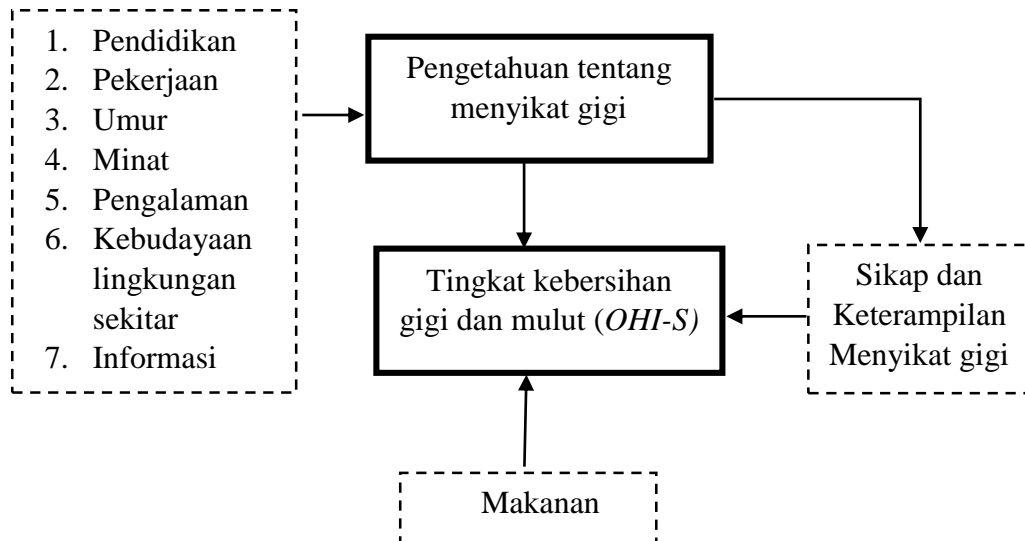 1. Pendidikan
2. Pekerjaan
3. Umur
4. Minat
5. Pengalaman
6. Kebudayaan
lingkungan
sekitar
7. Informasi
Pengetahuan tentang
menyikat gigi
Tingkat kebersihan
gigi dan mulut (OHI-S)
Sikap dan
Keterampilan
Menyikat gigi
Makanan